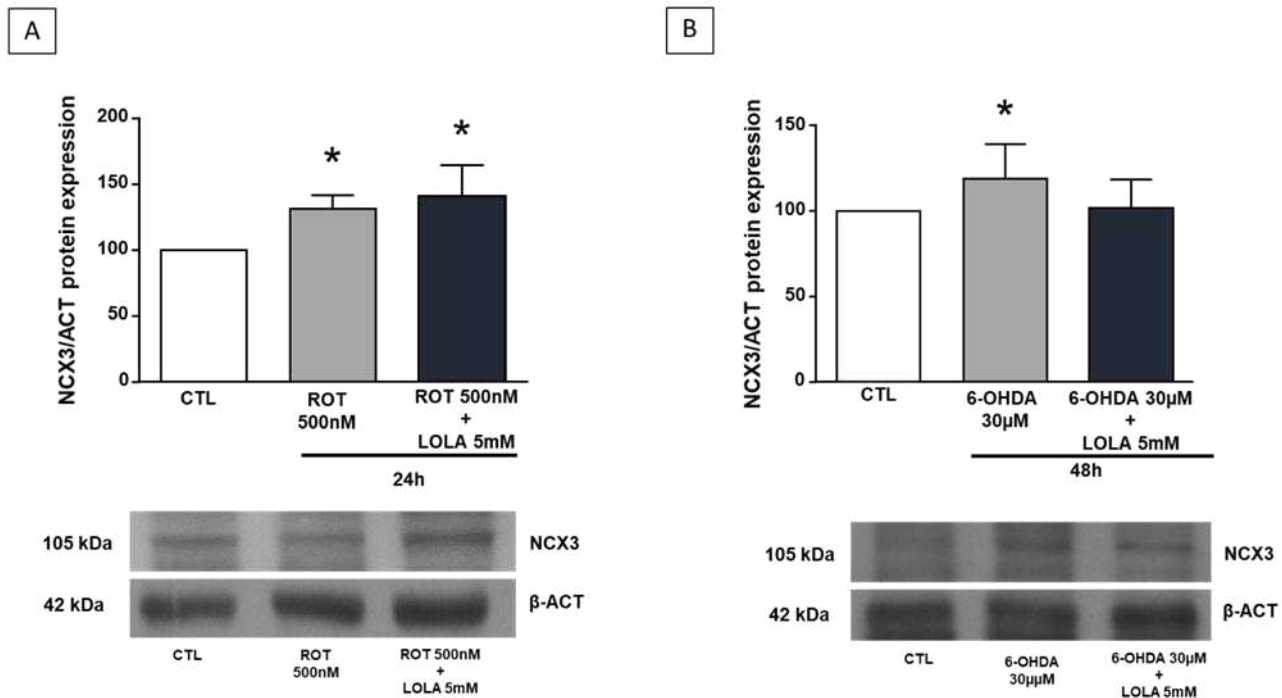 A
NCX3/ACT protein expression
200
150
100
50
0
*
*
CTL
ROT
500nM
ROT 500nM
+
LOLA 5mM
24h
105 kDa
NCX3
42 kDa
β-ACT
CTL
ROT
500nM
ROT 500nM
+
LOLA 5mM
B
NCX3/ACT protein expression
150
100
50
0
*
CTL
6-OHDA
30µM
6-OHDA 30µM
+
LOLA 5mM
48h
105 kDa
NCX3
42 kDa
β-ACT
CTL
6-OHDA
30µµM
6-OHDA 30µM
+
LOLA 5mM